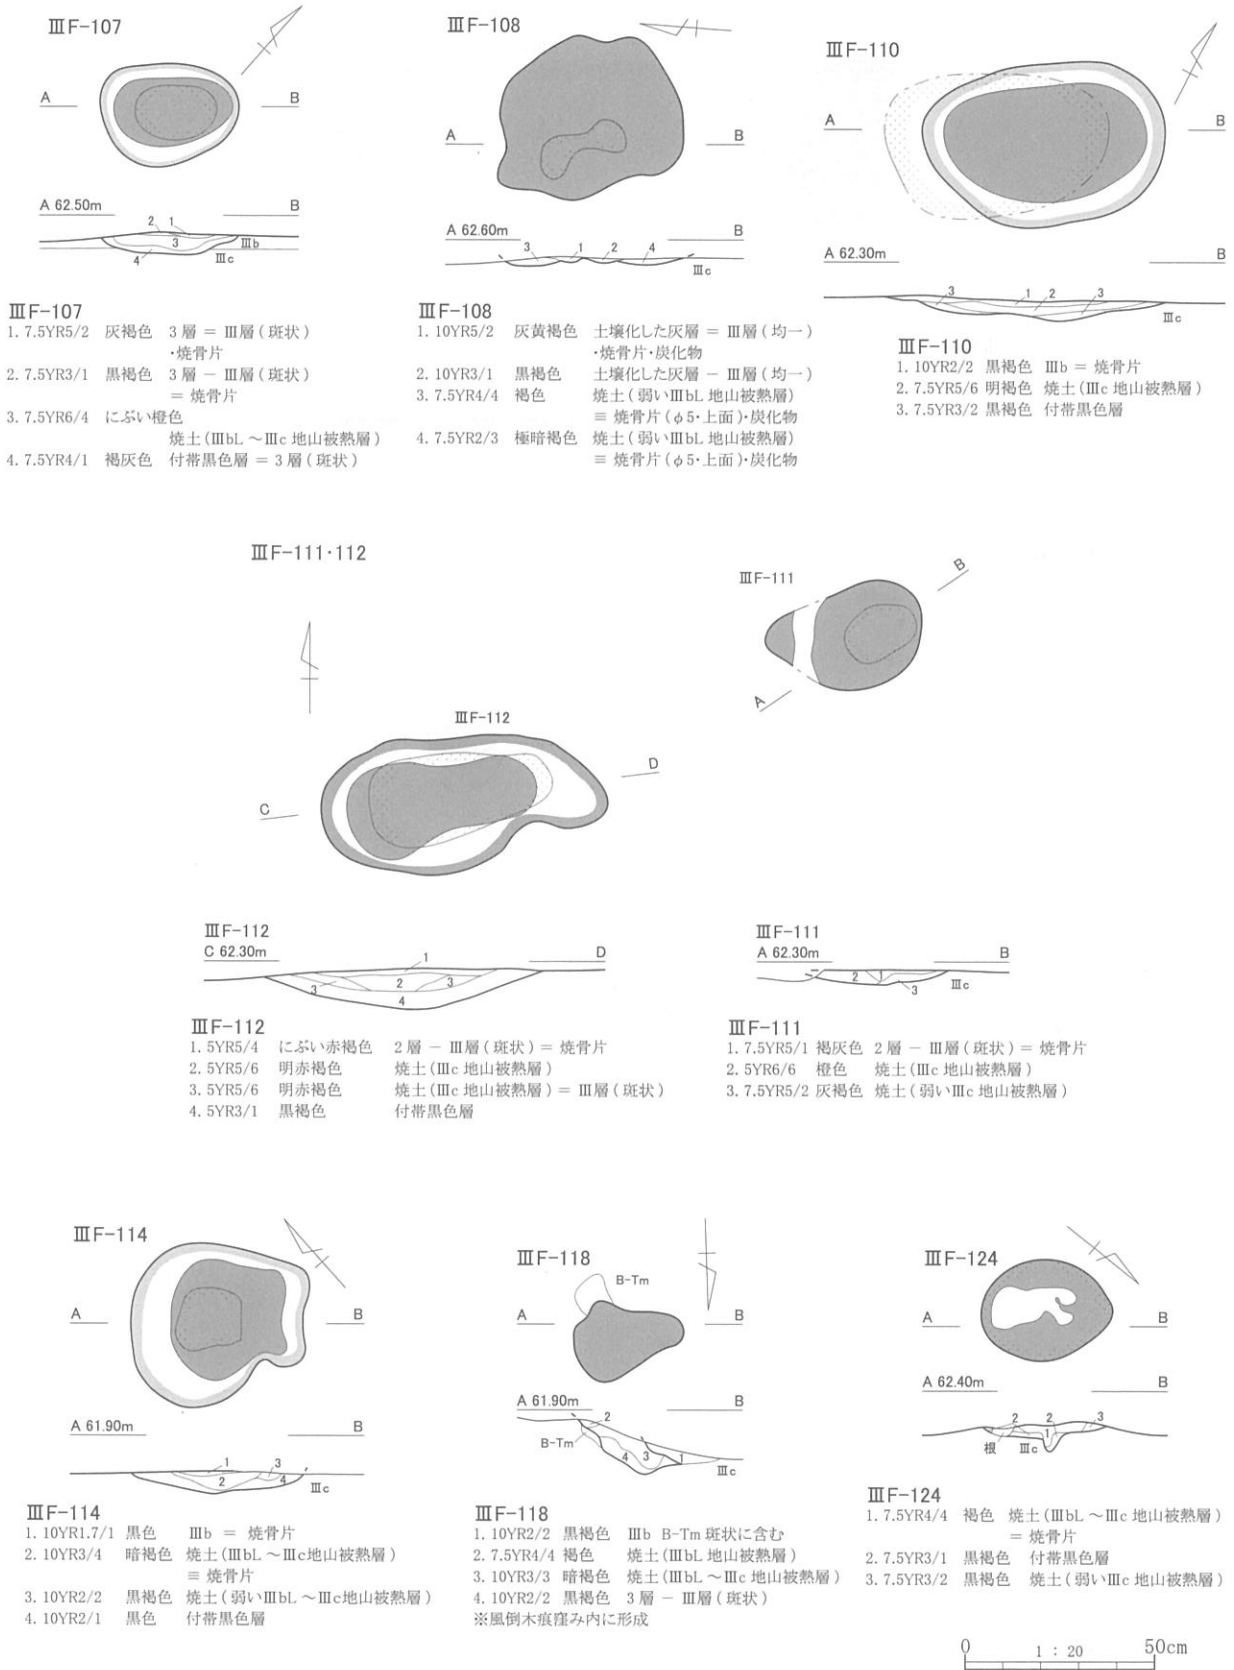 ⅢF-107
A
B
A 62.50m
B
2
1
3
Ⅲb
4
Ⅲc
ⅢF-107
1. 7.5YR5/2 灰褐色 3層 = Ⅲ層(斑状)
・焼骨片
2. 7.5YR3/1 黒褐色 3層 － Ⅲ層(斑状)
= 焼骨片
3. 7.5YR6/4 にぶい橙色
焼土(ⅢbL ～Ⅲc 地山被熱層)
4. 7.5YR4/1 褐灰色 付帯黒色層 = 3層(斑状)
ⅢF-108
A
B
A 62.60m
B
3
1
2
4
Ⅲc
ⅢF-108
1. 10YR5/2 灰黄褐色 土壌化した灰層 = Ⅲ層(均一)
・焼骨片・炭化物
2. 10YR3/1 黒褐色 土壌化した灰層 － Ⅲ層(均一)
3. 7.5YR4/4 褐色 焼土(弱いⅢbL 地山被熱層)
≡ 焼骨片(φ5・上面)・炭化物
4. 7.5YR2/3 極暗褐色 焼土(弱いⅢbL 地山被熱層)
≡ 焼骨片(φ5・上面)・炭化物
ⅢF-110
A
B
A 62.30m
B
3
1
2
3
Ⅲc
ⅢF-110
1. 10YR2/2 黒褐色 Ⅲb = 焼骨片
2. 7.5YR5/6 明褐色 焼土(Ⅲc 地山被熱層)
3. 7.5YR3/2 黒褐色 付帯黒色層
ⅢF-111・112
ⅢF-111
B
A
ⅢF-112
D
C
ⅢF-112
C 62.30m
D
1
2
3
3
4
ⅢF-112
1. 5YR5/4 にぶい赤褐色 2層 － Ⅲ層(斑状) = 焼骨片
2. 5YR5/6 明赤褐色 焼土(Ⅲc 地山被熱層)
3. 5YR5/6 明赤褐色 焼土(Ⅲc 地山被熱層) = Ⅲ層(斑状)
4. 5YR3/1 黒褐色 付帯黒色層
ⅢF-111
A 62.30m
B
2
1
3
Ⅲc
ⅢF-111
1. 7.5YR5/1 褐灰色 2層 － Ⅲ層(斑状) = 焼骨片
2. 5YR6/6 橙色 焼土(Ⅲc 地山被熱層)
3. 7.5YR5/2 灰褐色 焼土(弱いⅢc 地山被熱層)
ⅢF-114
A
B
A 61.90m
B
1
3
2
4
Ⅲc
ⅢF-114
1. 10YR1.7/1 黒色 Ⅲb = 焼骨片
2. 10YR3/4 暗褐色 焼土(ⅢbL ～Ⅲc地山被熱層)
≡ 焼骨片
3. 10YR2/2 黒褐色 焼土(弱いⅢbL～Ⅲc地山被熱層)
4. 10YR2/1 黒色 付帯黒色層
ⅢF-118
B-Tm
A
B
A 61.90m
B
2
B-Tm
4
3
1
Ⅲc
ⅢF-118
1. 10YR2/2 黒褐色 Ⅲb B-Tm 斑状に含む
2. 7.5YR4/4 褐色 焼土(ⅢbL 地山被熱層)
3. 10YR3/3 暗褐色 焼土(ⅢbL ～Ⅲc 地山被熱層)
4. 10YR2/2 黒褐色 3層 － Ⅲ層(斑状)
※風倒木痕窪み内に形成
ⅢF-124
A
B
A 62.40m
B
2
2
3
1
根
Ⅲc
ⅢF-124
1. 7.5YR4/4 褐色 焼土(ⅢbL ～Ⅲc 地山被熱層)
= 焼骨片
2. 7.5YR3/1 黒褐色 付帯黒色層
3. 7.5YR3/2 黒褐色 焼土(弱いⅢc 地山被熱層)
0
1 : 20
50cm